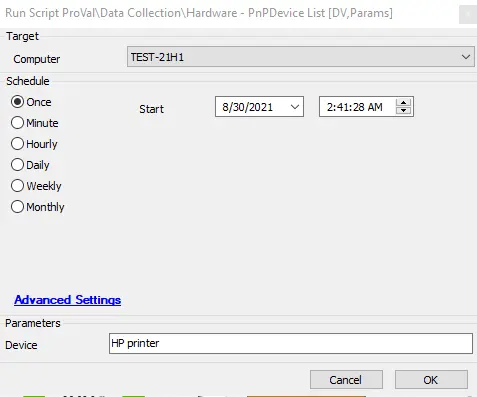 Run Script ProVal\Data Collection\Hardware - PnPDevice List [DV,Params]
Target
Computer TEST-21H1
Schedule
Once Start 8/30/2021 2:41:28 AM
Minute
Hourly
Daily
Weekly
Monthly
Advanced Settings
Parameters
Device HP printer
Cancel OK